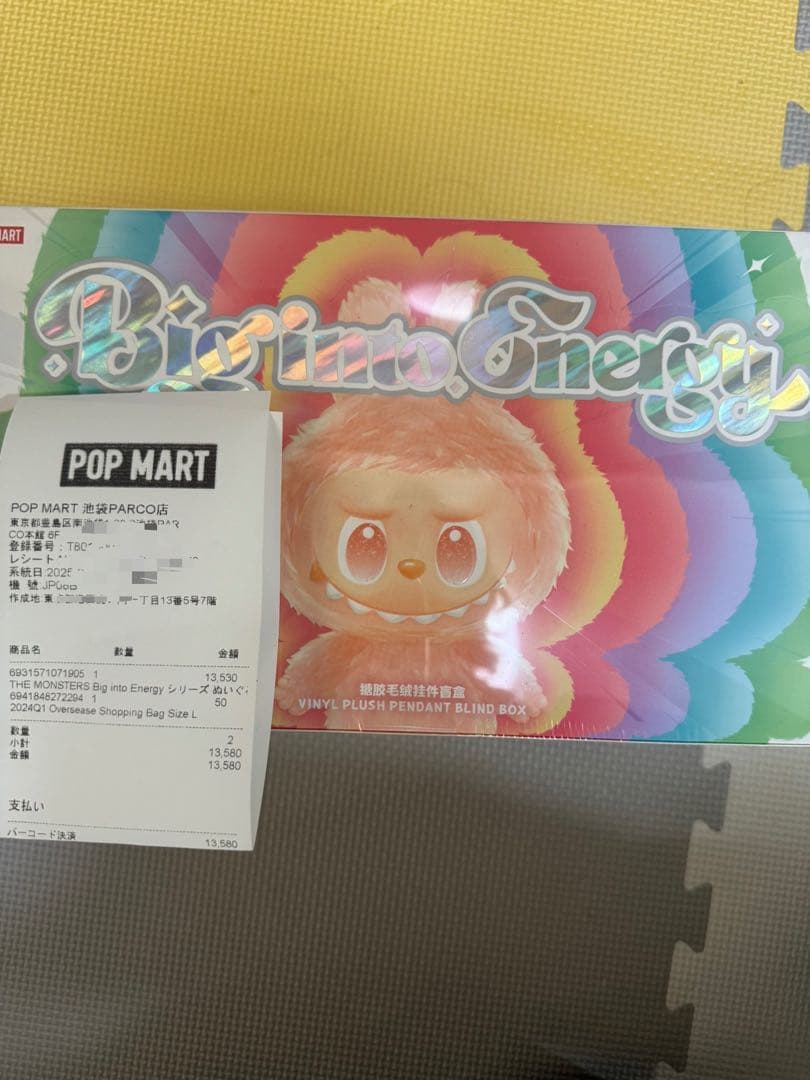 MART
Big into Energy
搪胶毛绒挂件盲盒
VINYL PLUSH PENDANT BLIND BOX
POP MART
POP MART 池袋PARCO店
東京都豊島区南
CO本館 6F
登録番号:
レシート
系統日:2025
機 號:JP06B
作成地:東 丁目13番5号7階
商品名 数量 金額
6931571071905 1 13,530
THE MONSTERS Big into Energy シリーズ ぬいぐ
6941848272294 1 50
2024Q1 Oversease Shopping Bag Size L
数量 2
小計 13,580
金額 13,580
支払い
バーコード決済 13,580